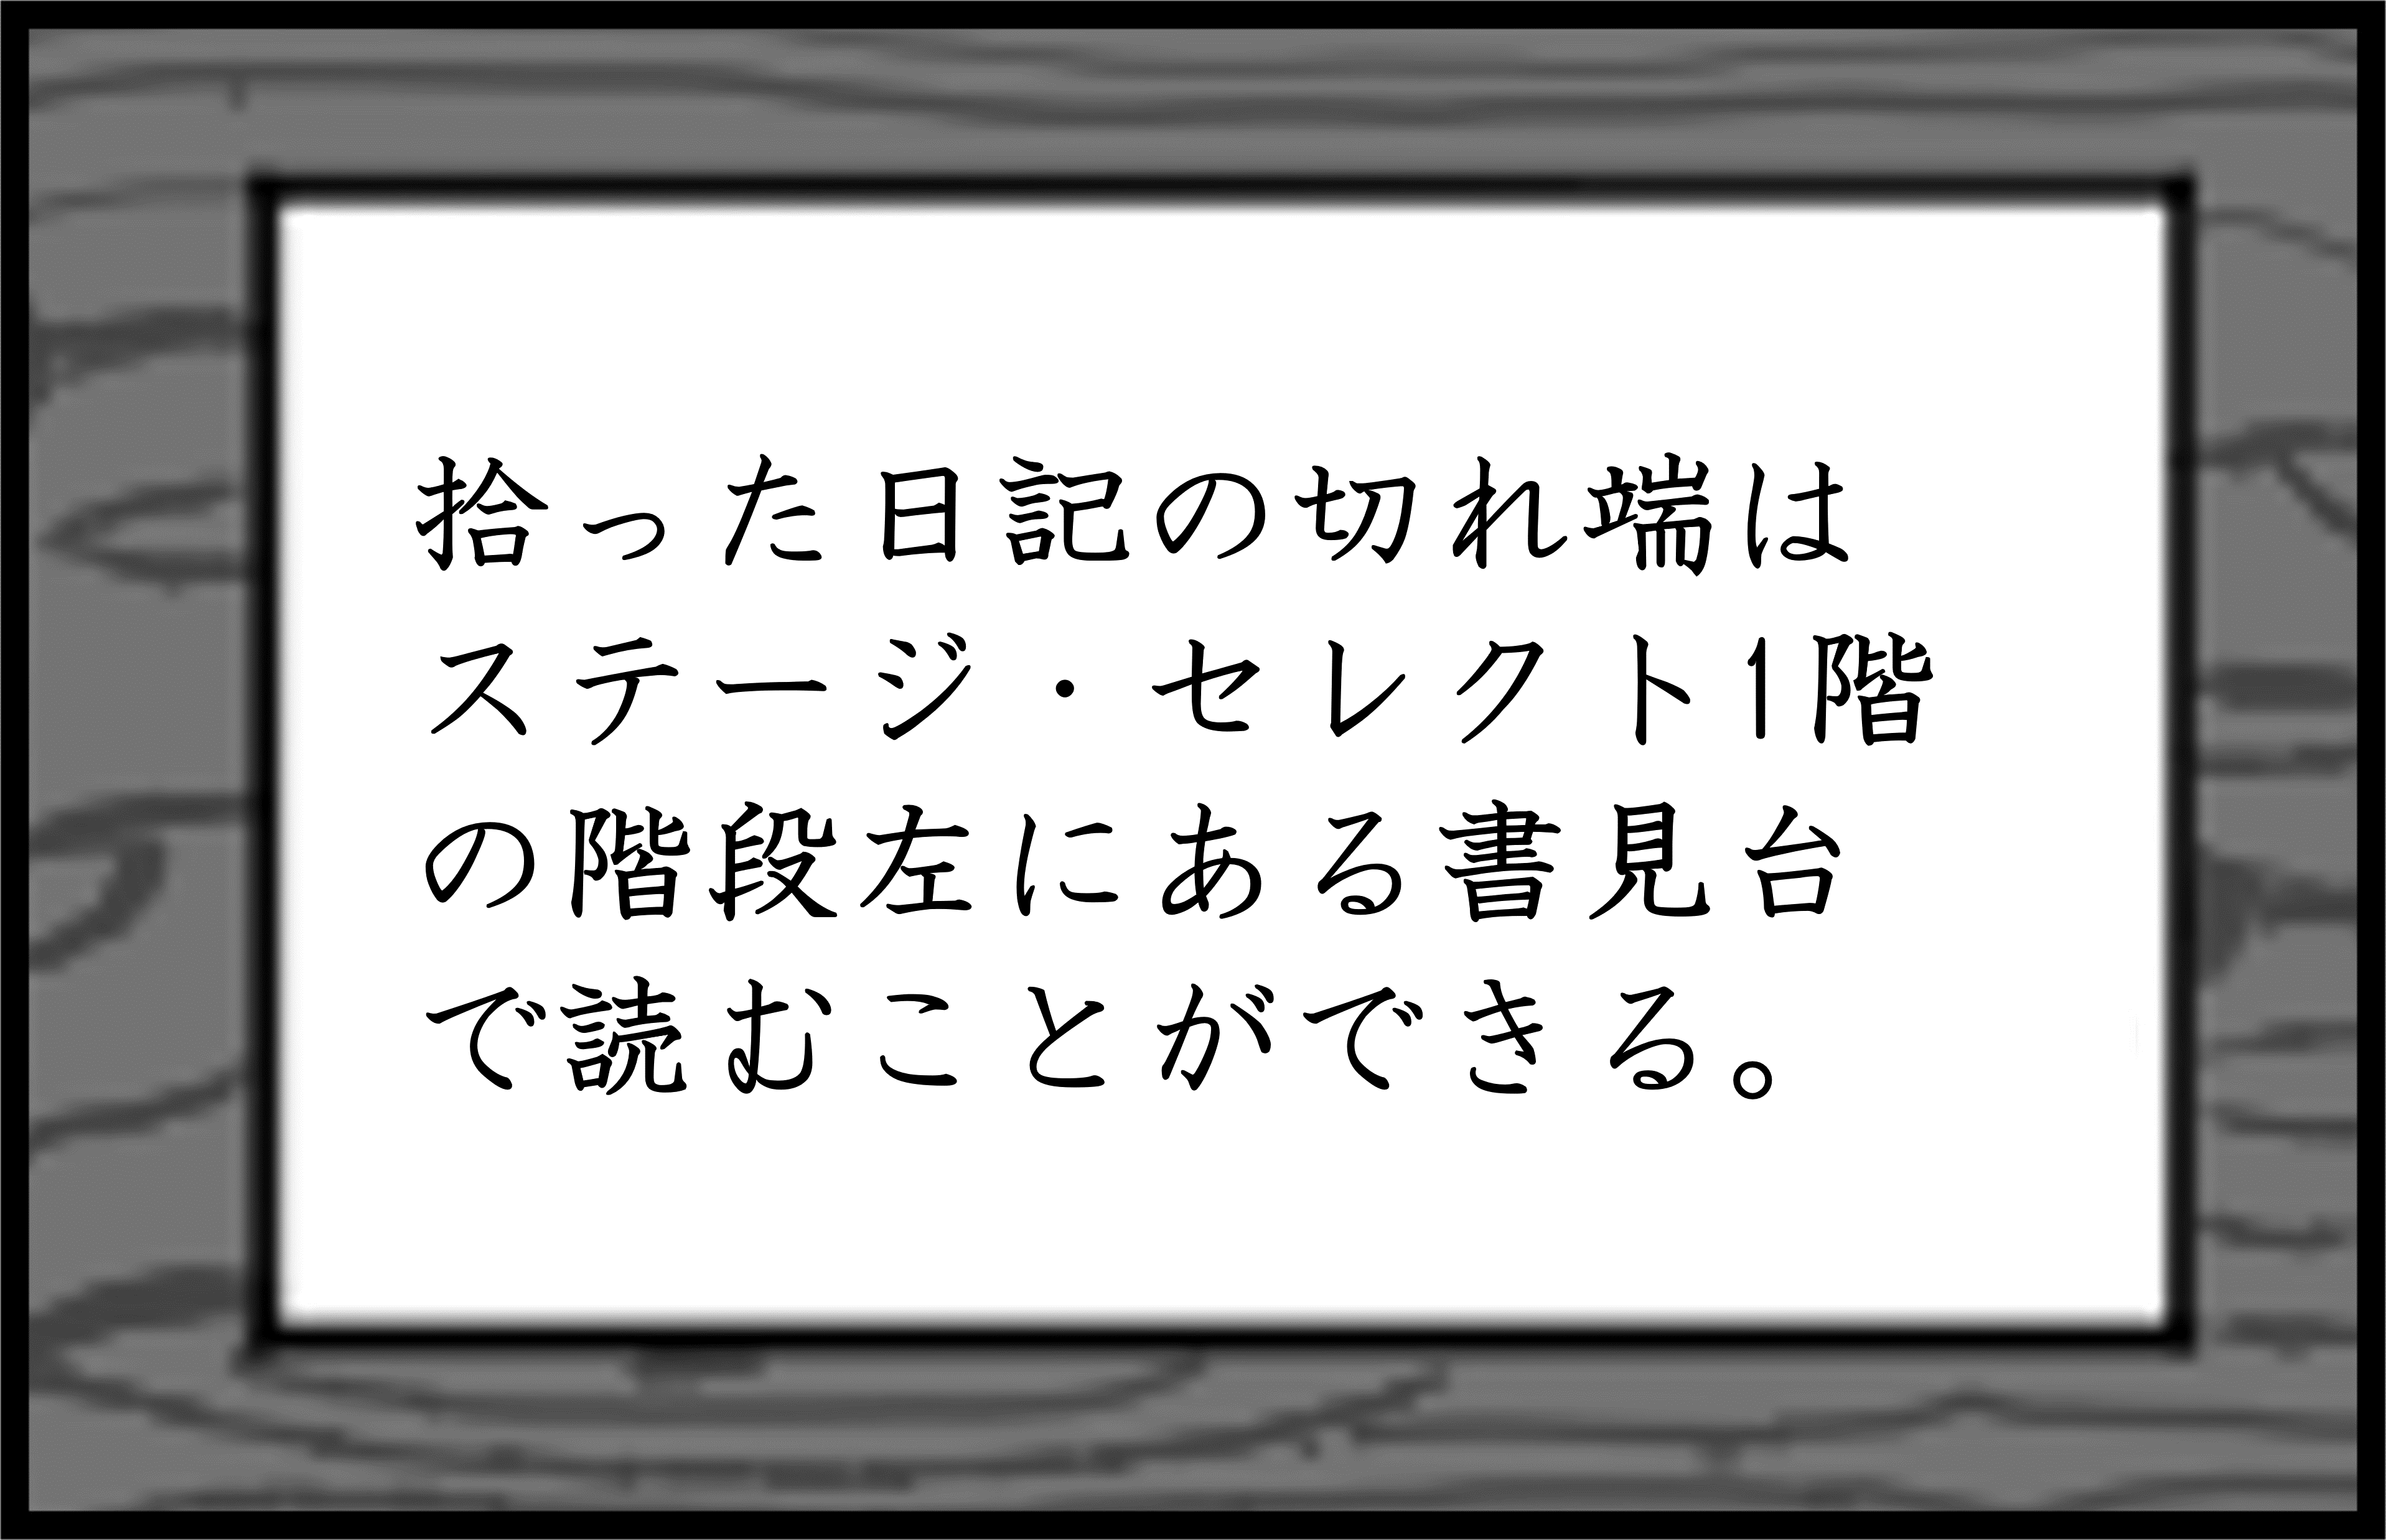 拾った日記の切れ端は
ステージ・セレクト1階
の階段左にある書見台
で読むことができる。